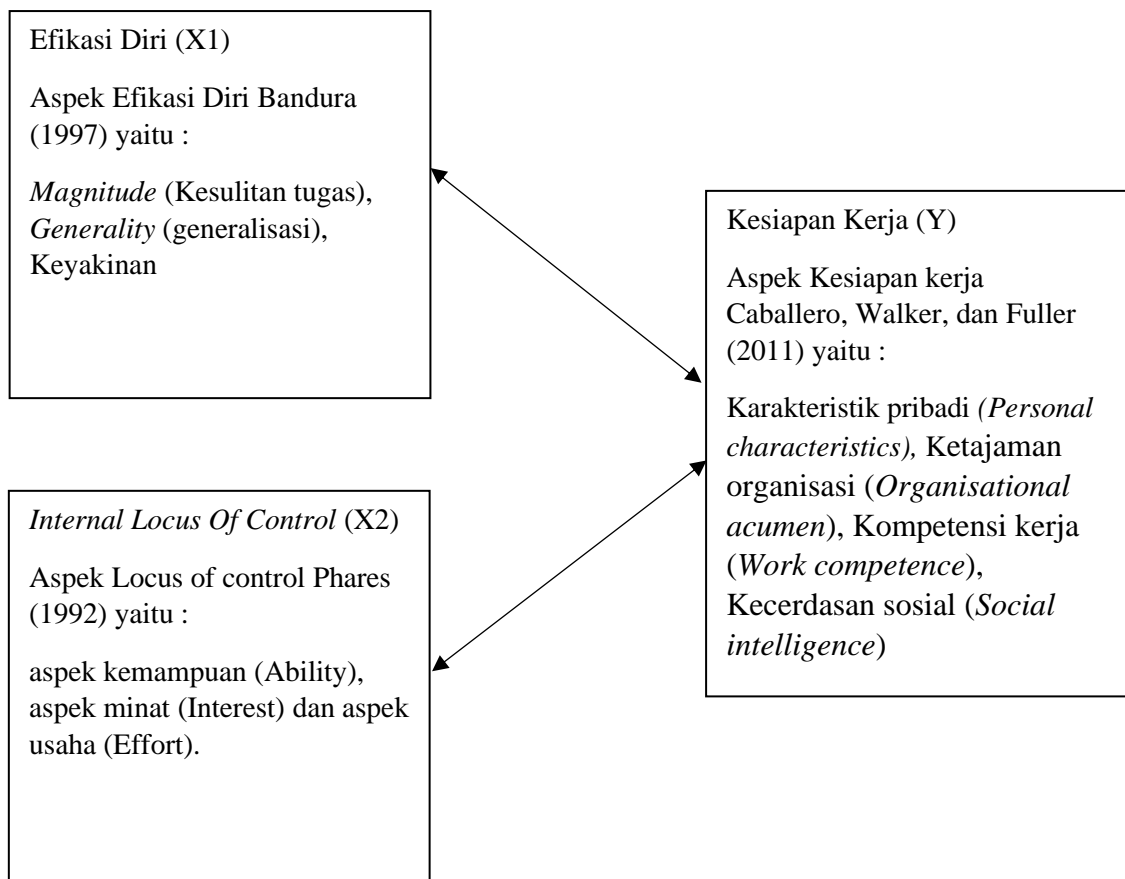 Efikasi Diri (X1)
Aspek Efikasi Diri Bandura
(1997) yaitu :
Magnitude (Kesulitan tugas),
Generality (generalisasi),
Keyakinan
Internal Locus Of Control (X2)
Aspek Locus of control Phares
(1992) yaitu :
aspek kemampuan (Ability),
aspek minat (Interest) dan aspek
usaha (Effort).
Kesiapan Kerja (Y)
Aspek Kesiapan kerja
Caballero, Walker, dan Fuller
(2011) yaitu :
Karakteristik pribadi (Personal
characteristics), Ketajaman
organisasi (Organisational
acumen), Kompetensi kerja
(Work competence),
Kecerdasan sosial (Social
intelligence)